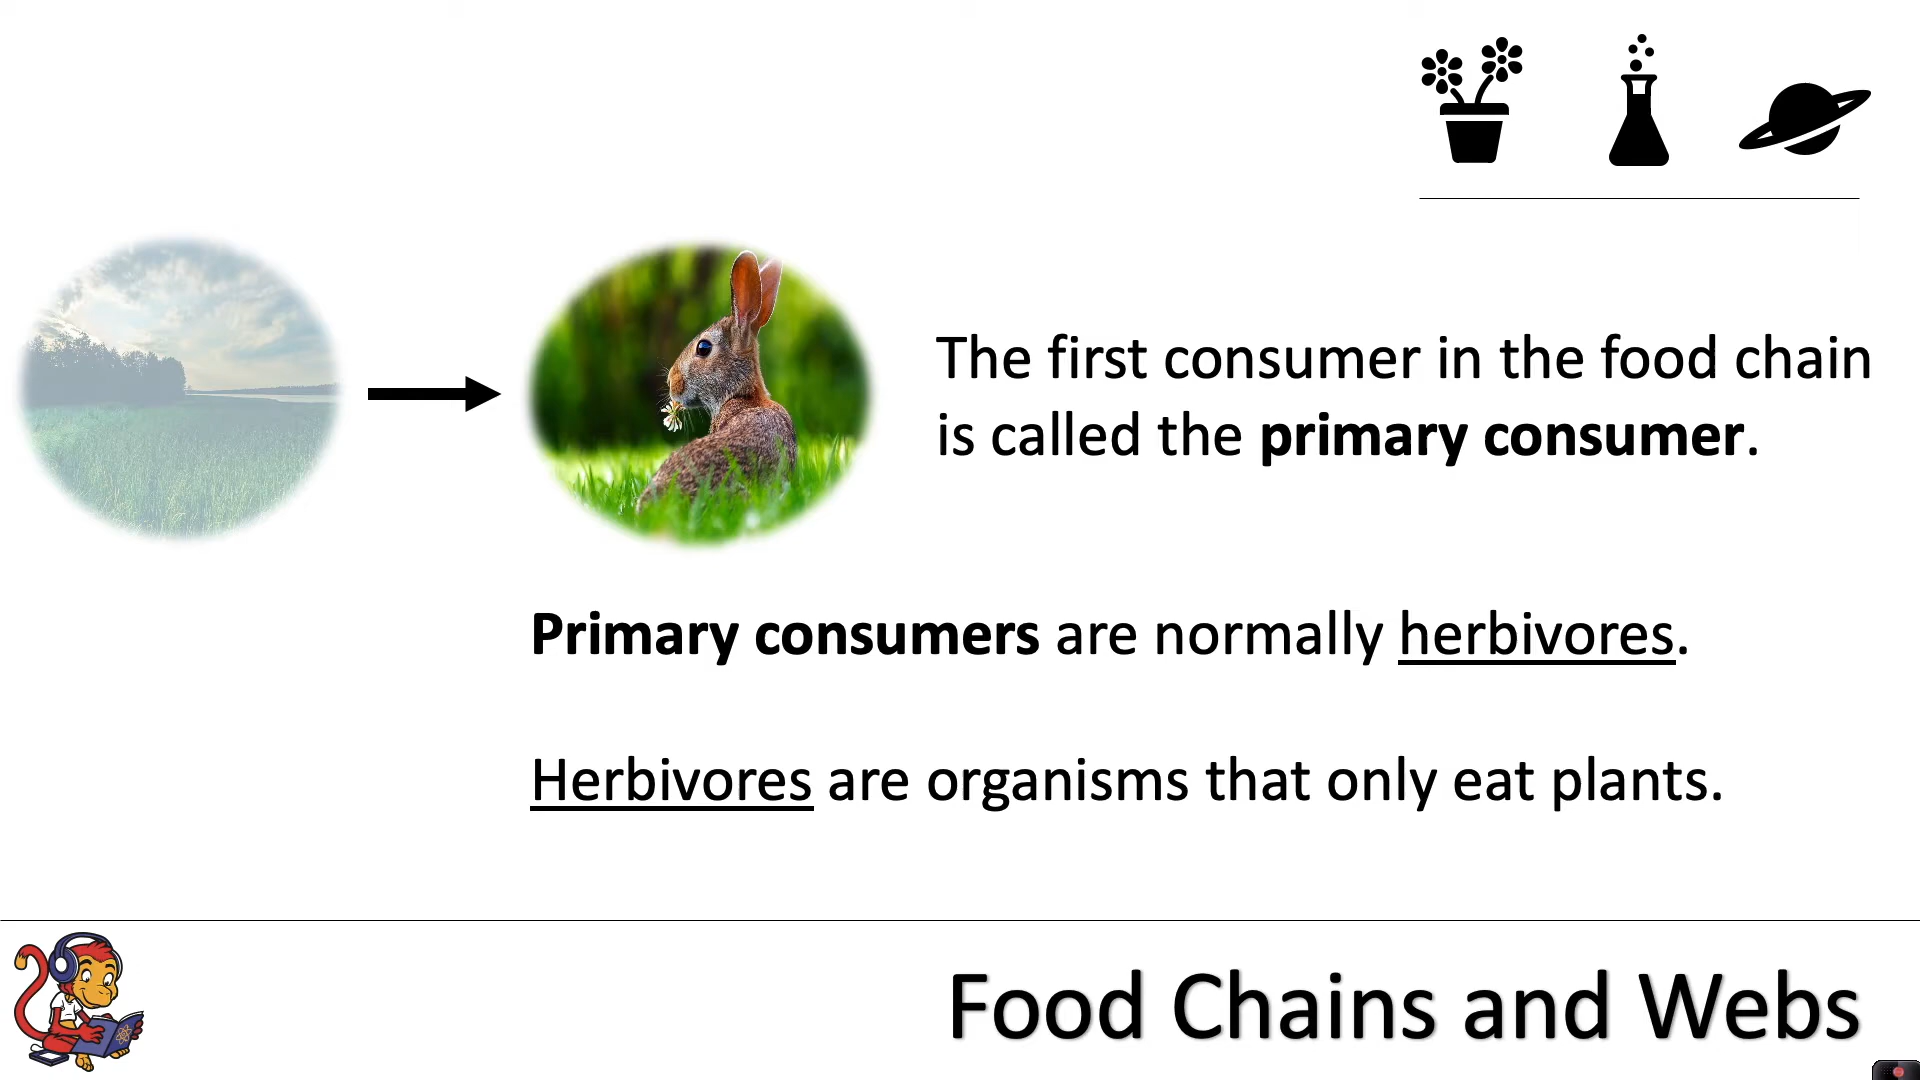 The first consumer in the food chain
is called the primary consumer.
Primary consumers are normally herbivores.
Herbivores are organisms that only eat plants.
Food Chains and Webs